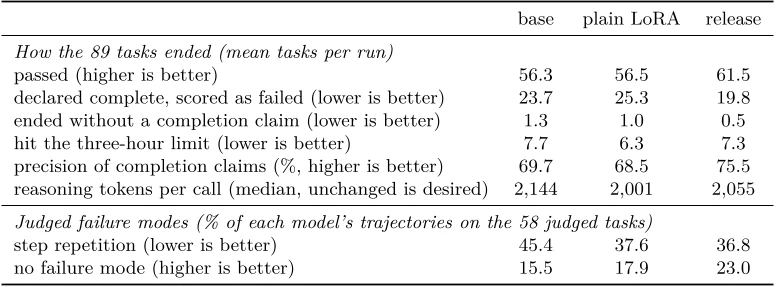 base plain LoRA release
How the 89 tasks ended (mean tasks per run)
passed (higher is better) 56.3 56.5 61.5
declared complete, scored as failed (lower is better) 23.7 25.3 19.8
ended without a completion claim (lower is better) 1.3 1.0 0.5
hit the three-hour limit (lower is better) 7.7 6.3 7.3
precision of completion claims (%, higher is better) 69.7 68.5 75.5
reasoning tokens per call (median, unchanged is desired) 2,144 2,001 2,055
Judged failure modes (% of each model's trajectories on the 58 judged tasks)
step repetition (lower is better) 45.4 37.6 36.8
no failure mode (higher is better) 15.5 17.9 23.0